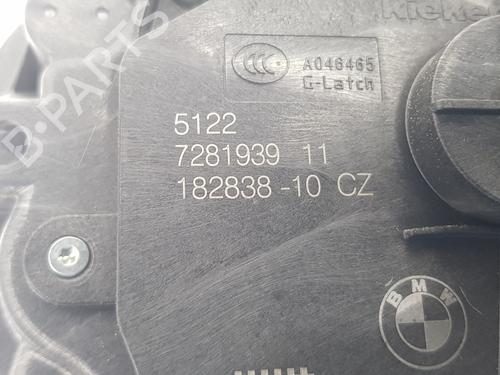 A046465
G-Latch
5122
7281939 11
182838-10 CZ
BMW
B-PARTS